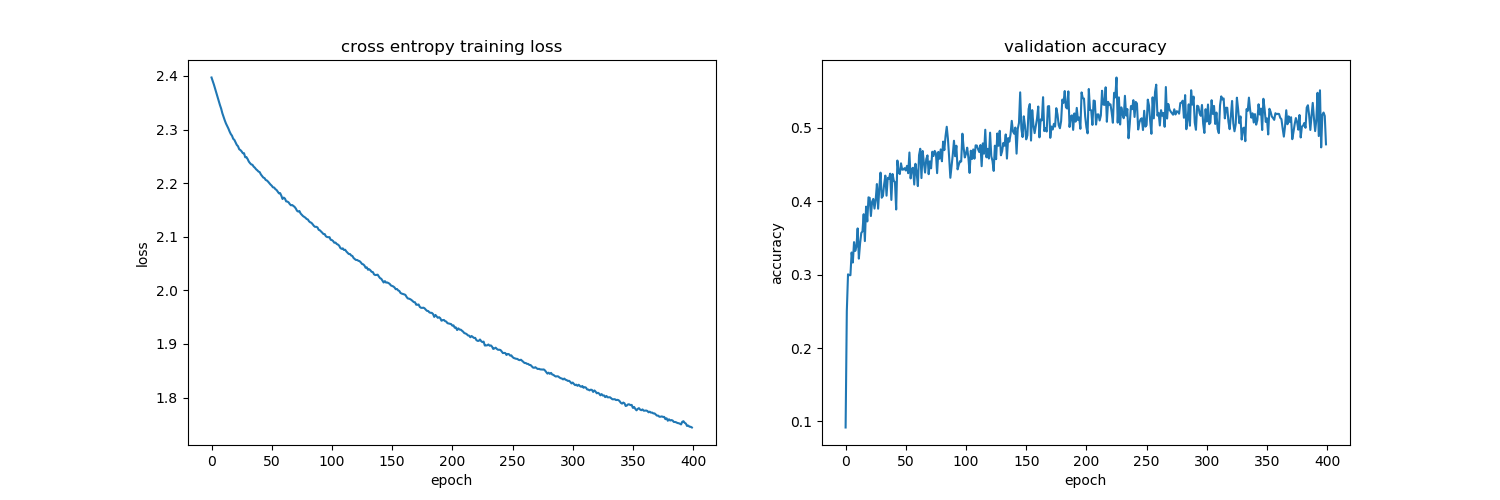 cross entropy training loss
loss
2.4
2.3
2.2
2.1
2.0
1.9
1.8
0 50 100 150 200 250 300 350 400
epoch
validation accuracy
accuracy
0.5
0.4
0.3
0.2
0.1
0 50 100 150 200 250 300 350 400
epoch